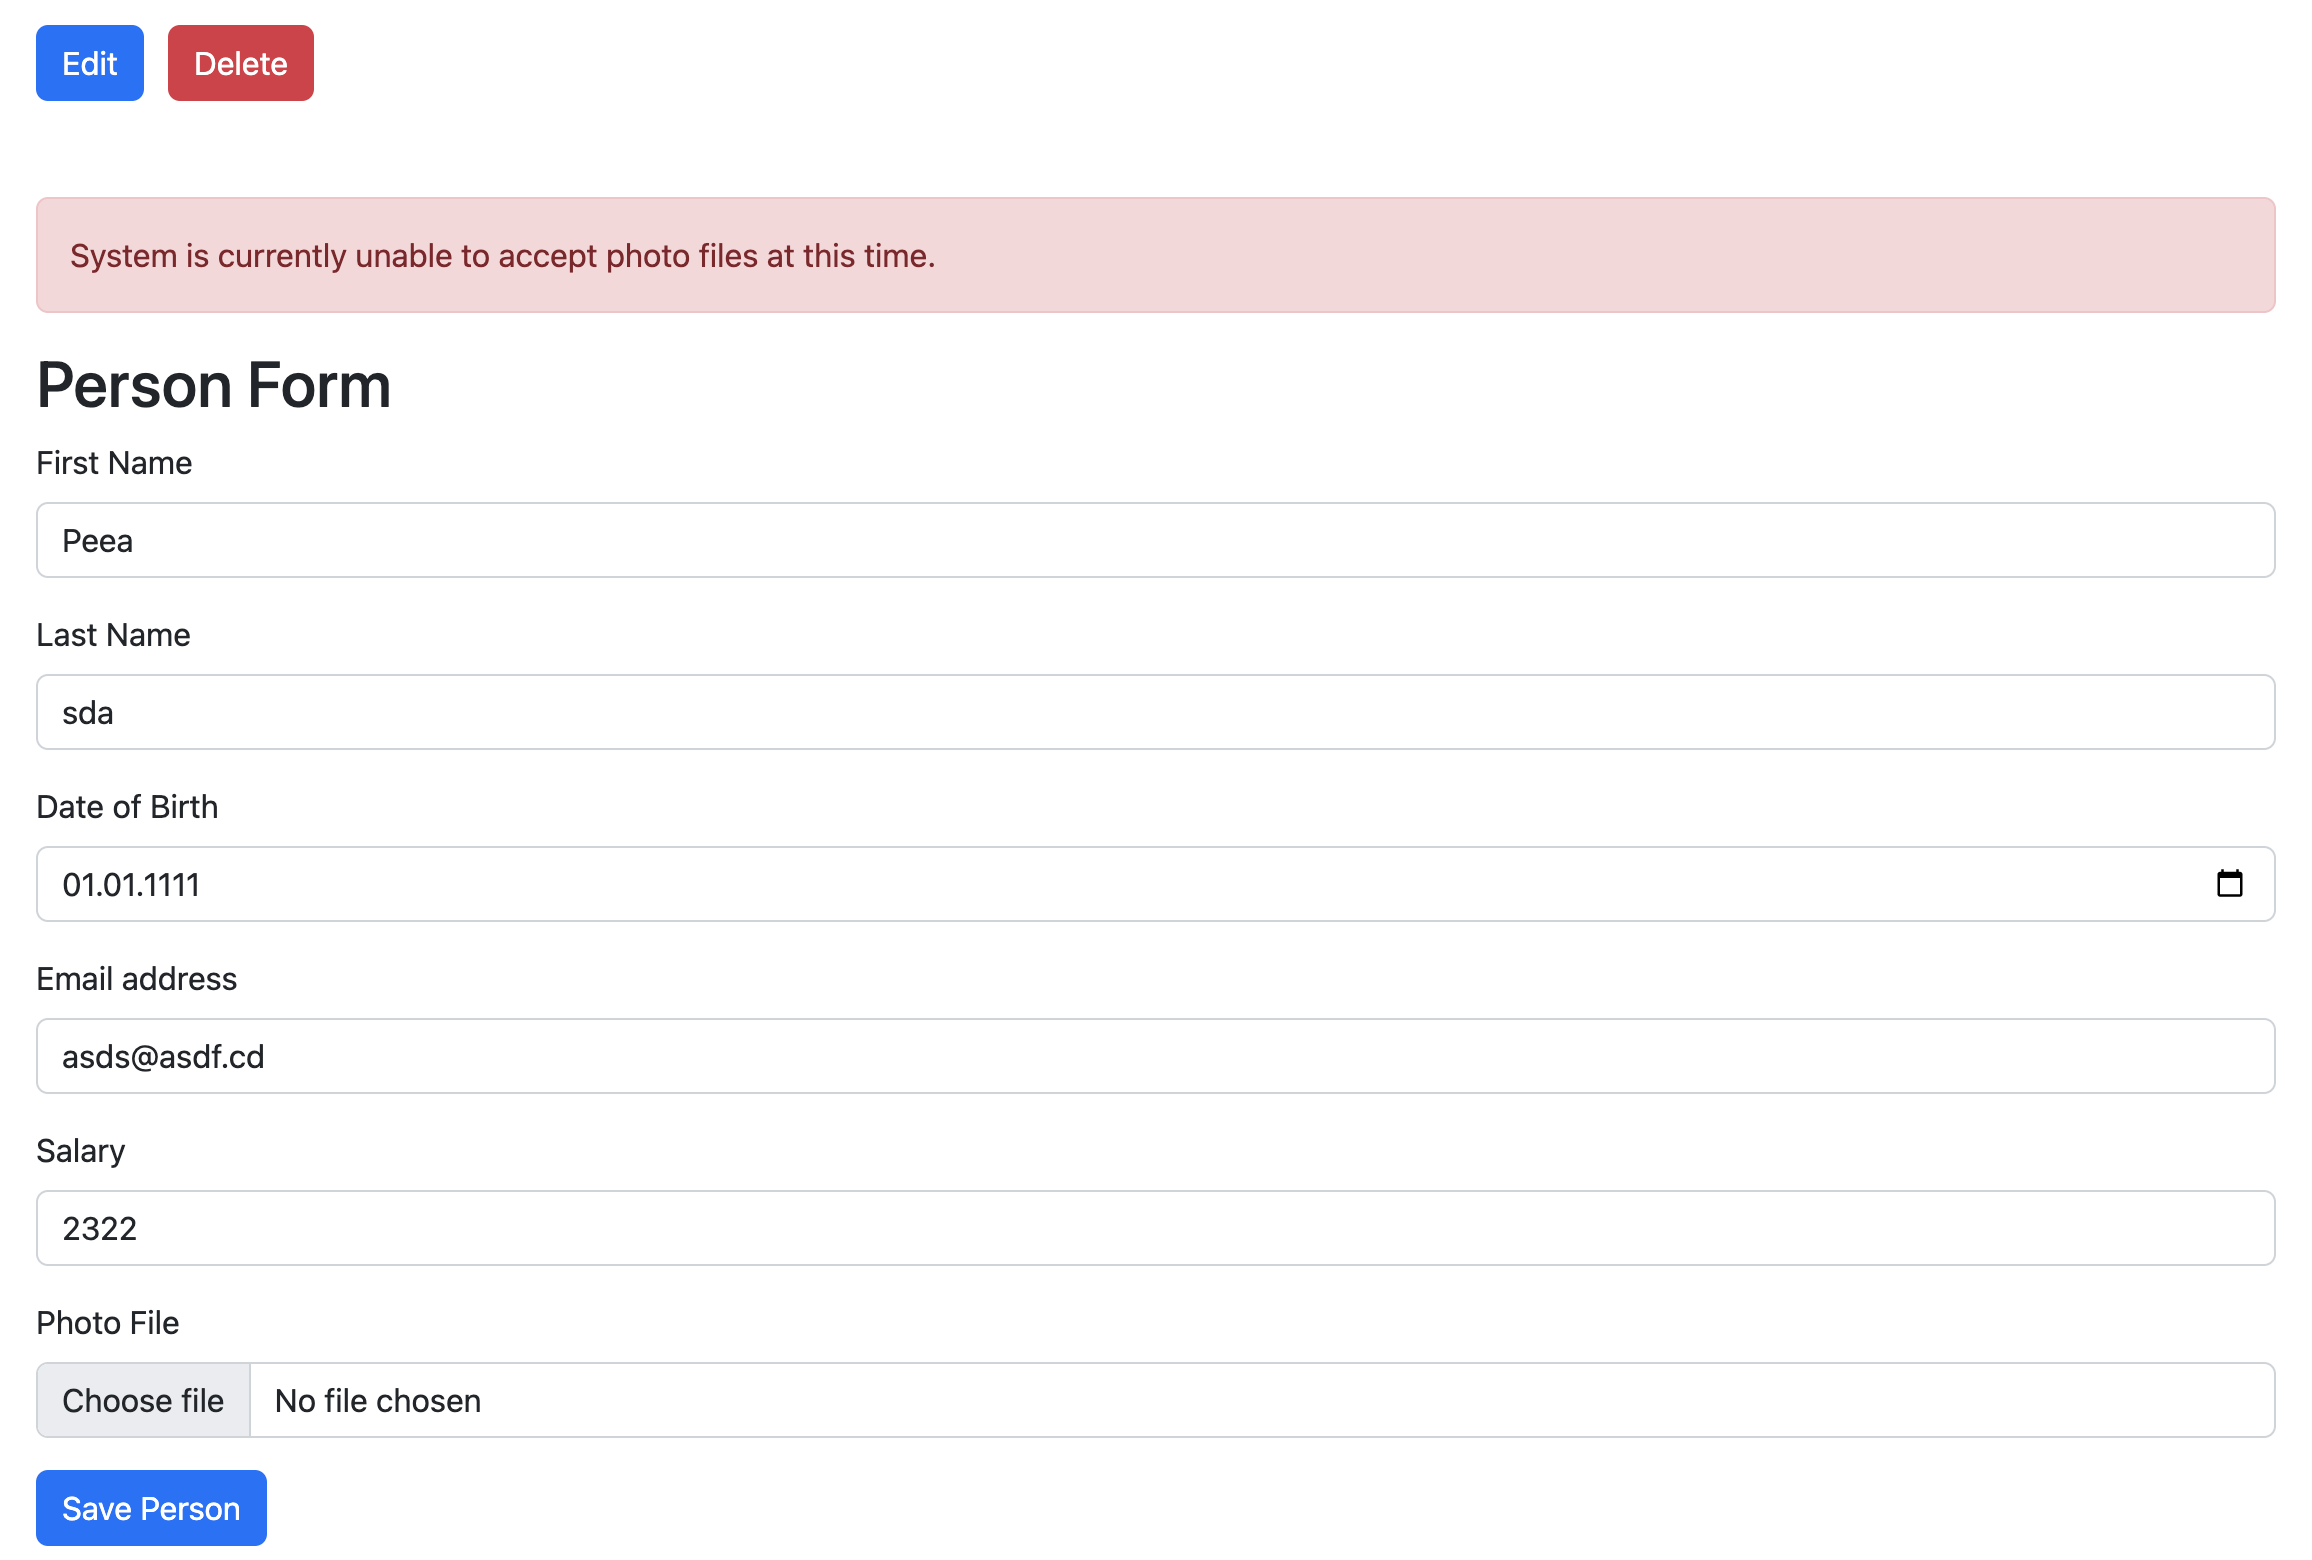 Edit Delete
System is currently unable to accept photo files at this time.
Person Form
First Name
Peea
Last Name
sda
Date of Birth
01.01.1111
Email address
asds@asdf.cd
Salary
2322
Photo File
Choose file No file chosen
Save Person